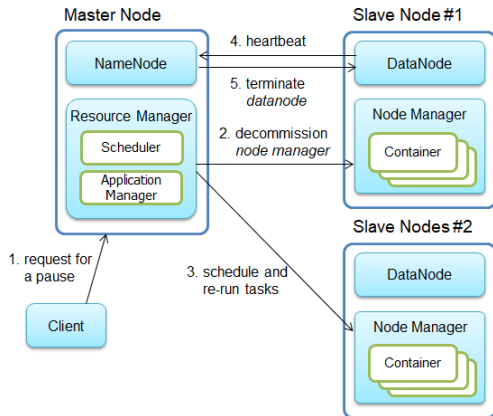 Master Node
NameNode
Resource Manager
Scheduler
Application
Manager
1. request for
a pause
Client
4. heartbeat
5. terminate
datanode
2. decommission
node manager
3. schedule and
re-run tasks
Slave Node #1
DataNode
Node Manager
Container
Slave Nodes #2
DataNode
Node Manager
Container